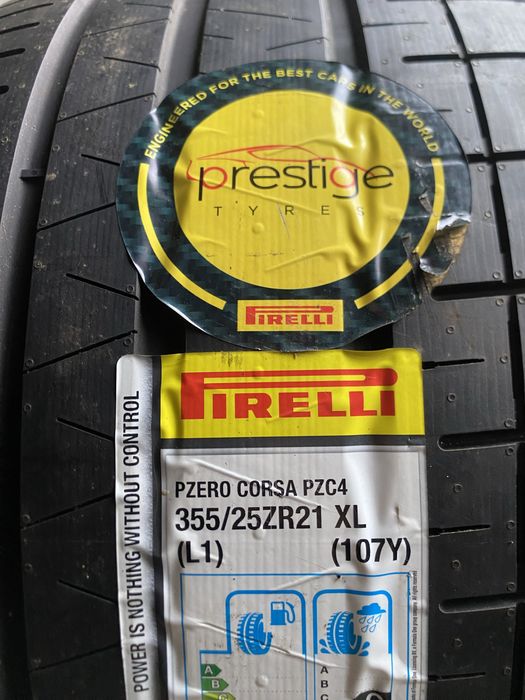 ENGINEERED FOR THE BEST CARS IN THE WORLD
prestige
TYRES
PIRELLI
PIRELLI
POWER IS NOTHING WITHOUT CONTROL
PZERO CORSA PZC4
355/25ZR21 XL
(L1) (107Y)
A
B
C
A
B
C